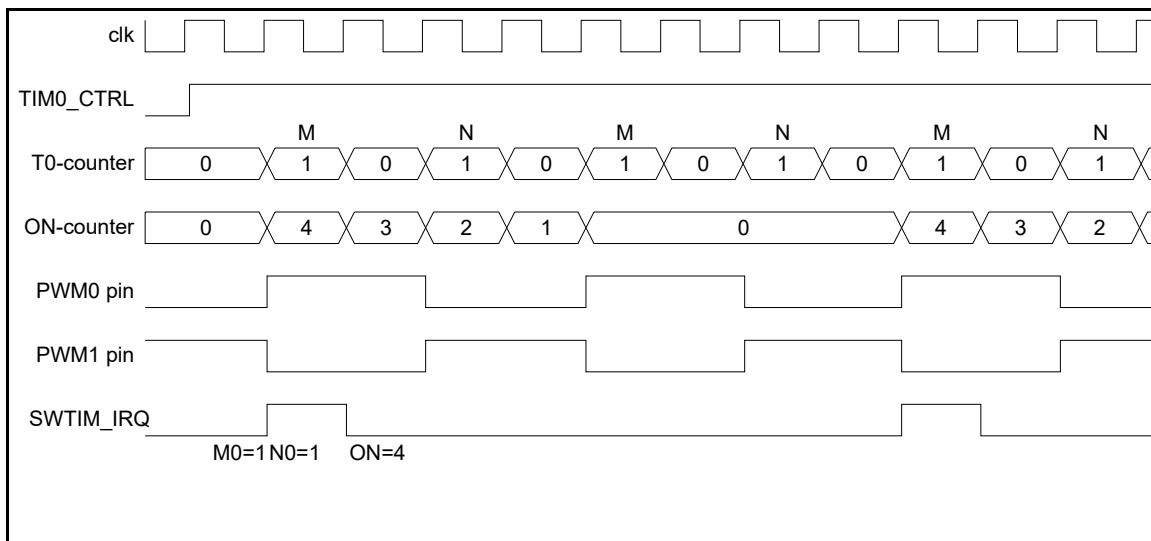 clk
TIM0_CTRL
M N M N M N
T0-counter 0 1 0 1 0 1 0 1 0 1 0 1
ON-counter 0 4 3 2 1 0 4 3 2
PWM0 pin
PWM1 pin
SWTIM_IRQ
M0=1 N0=1 ON=4